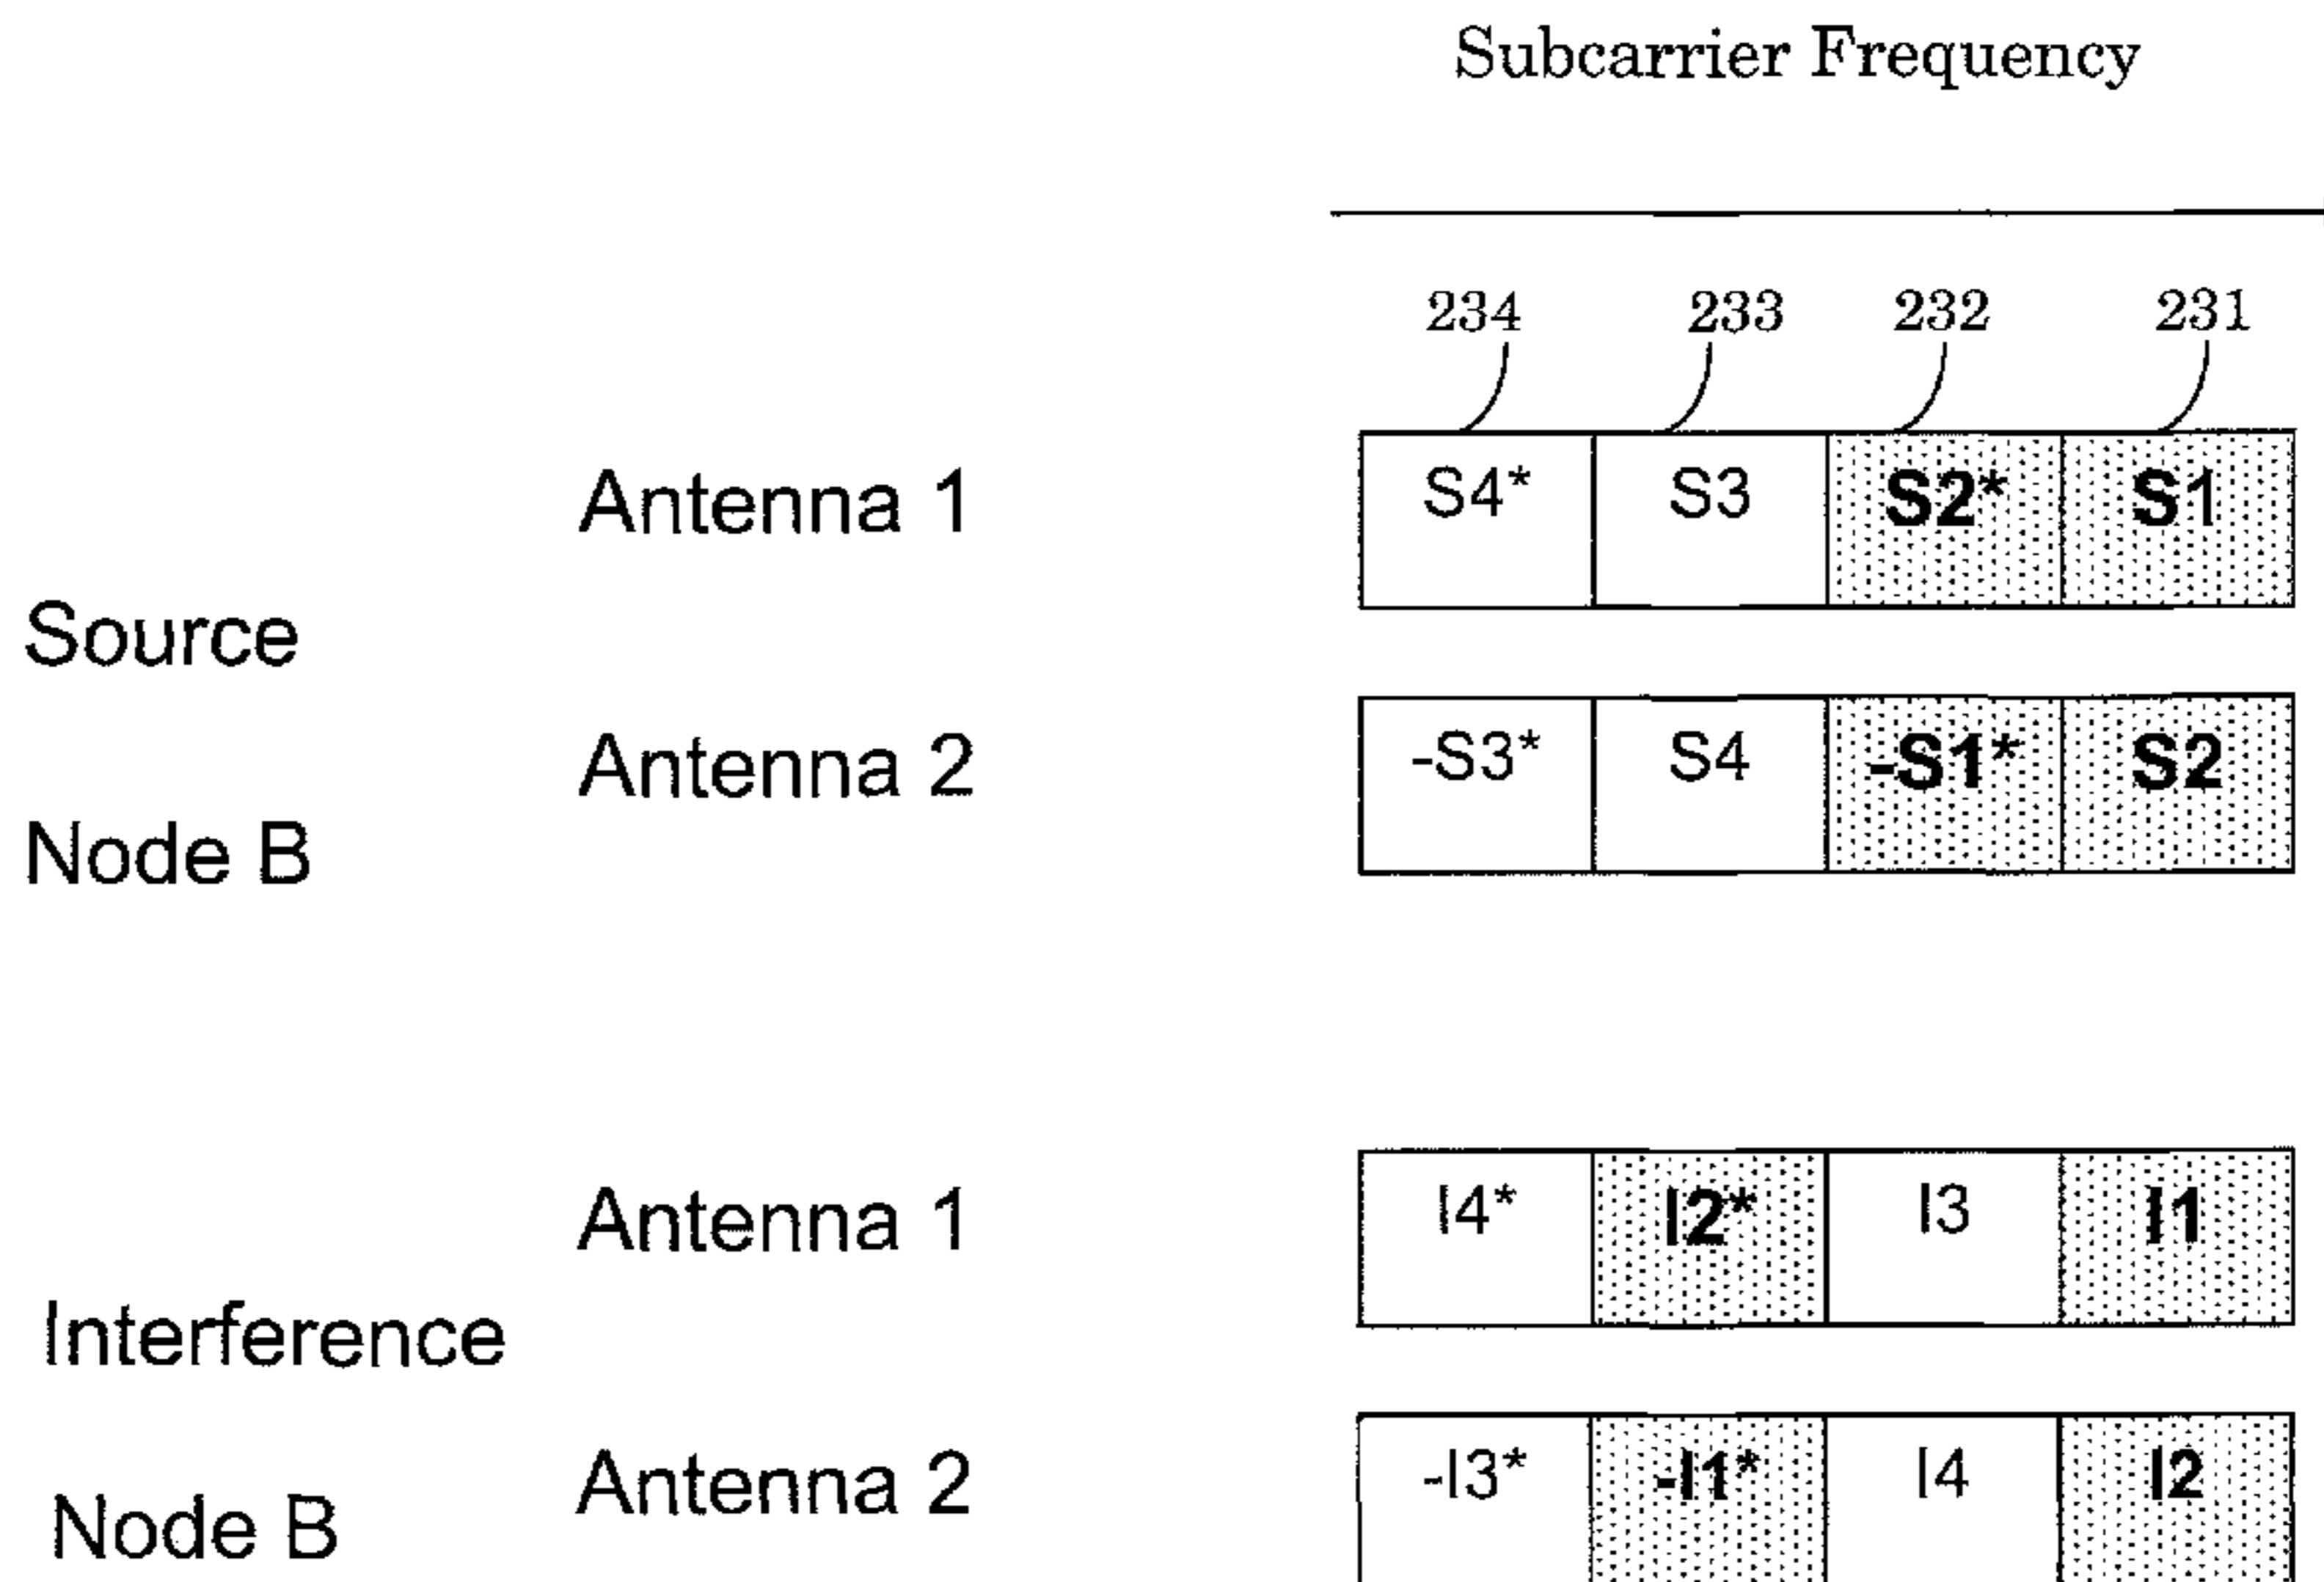 Subcarrier Frequency
234 233 232 231
Antenna 1 S4* S3 S2* S1
Source
Antenna 2 -S3* S4 -S1* S2
Node B
Antenna 1 I4* I2* I3 I1
Interference
Antenna 2 -I3* -I1* I4 I2
Node B